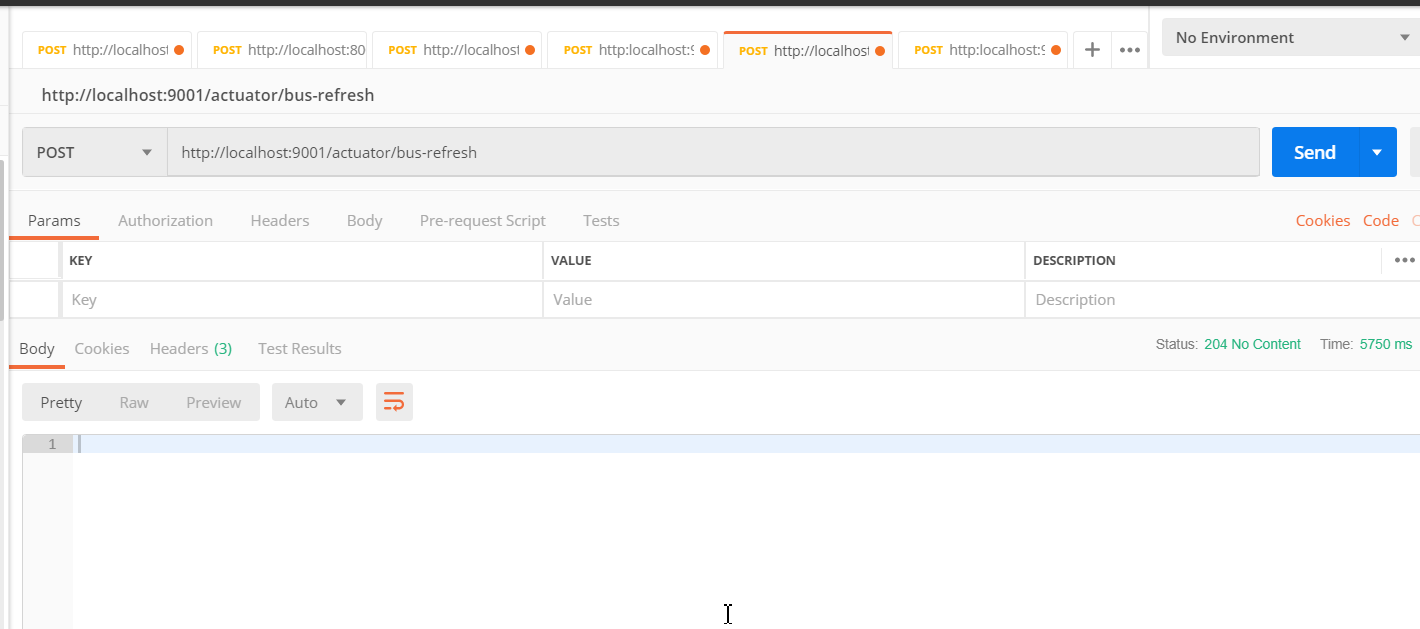 POST http://localhost POST http://localhost:80 POST http://localhost POST http:localhost:9 POST http://localhost POST http:localhost:9 + ••• No Environment
http://localhost:9001/actuator/bus-refresh
POST http://localhost:9001/actuator/bus-refresh Send
Params Authorization Headers Body Pre-request Script Tests Cookies Code C
KEY VALUE DESCRIPTION •••
Key Value Description
Body Cookies Headers (3) Test Results Status: 204 No Content Time: 5750 ms
Pretty Raw Preview Auto
1